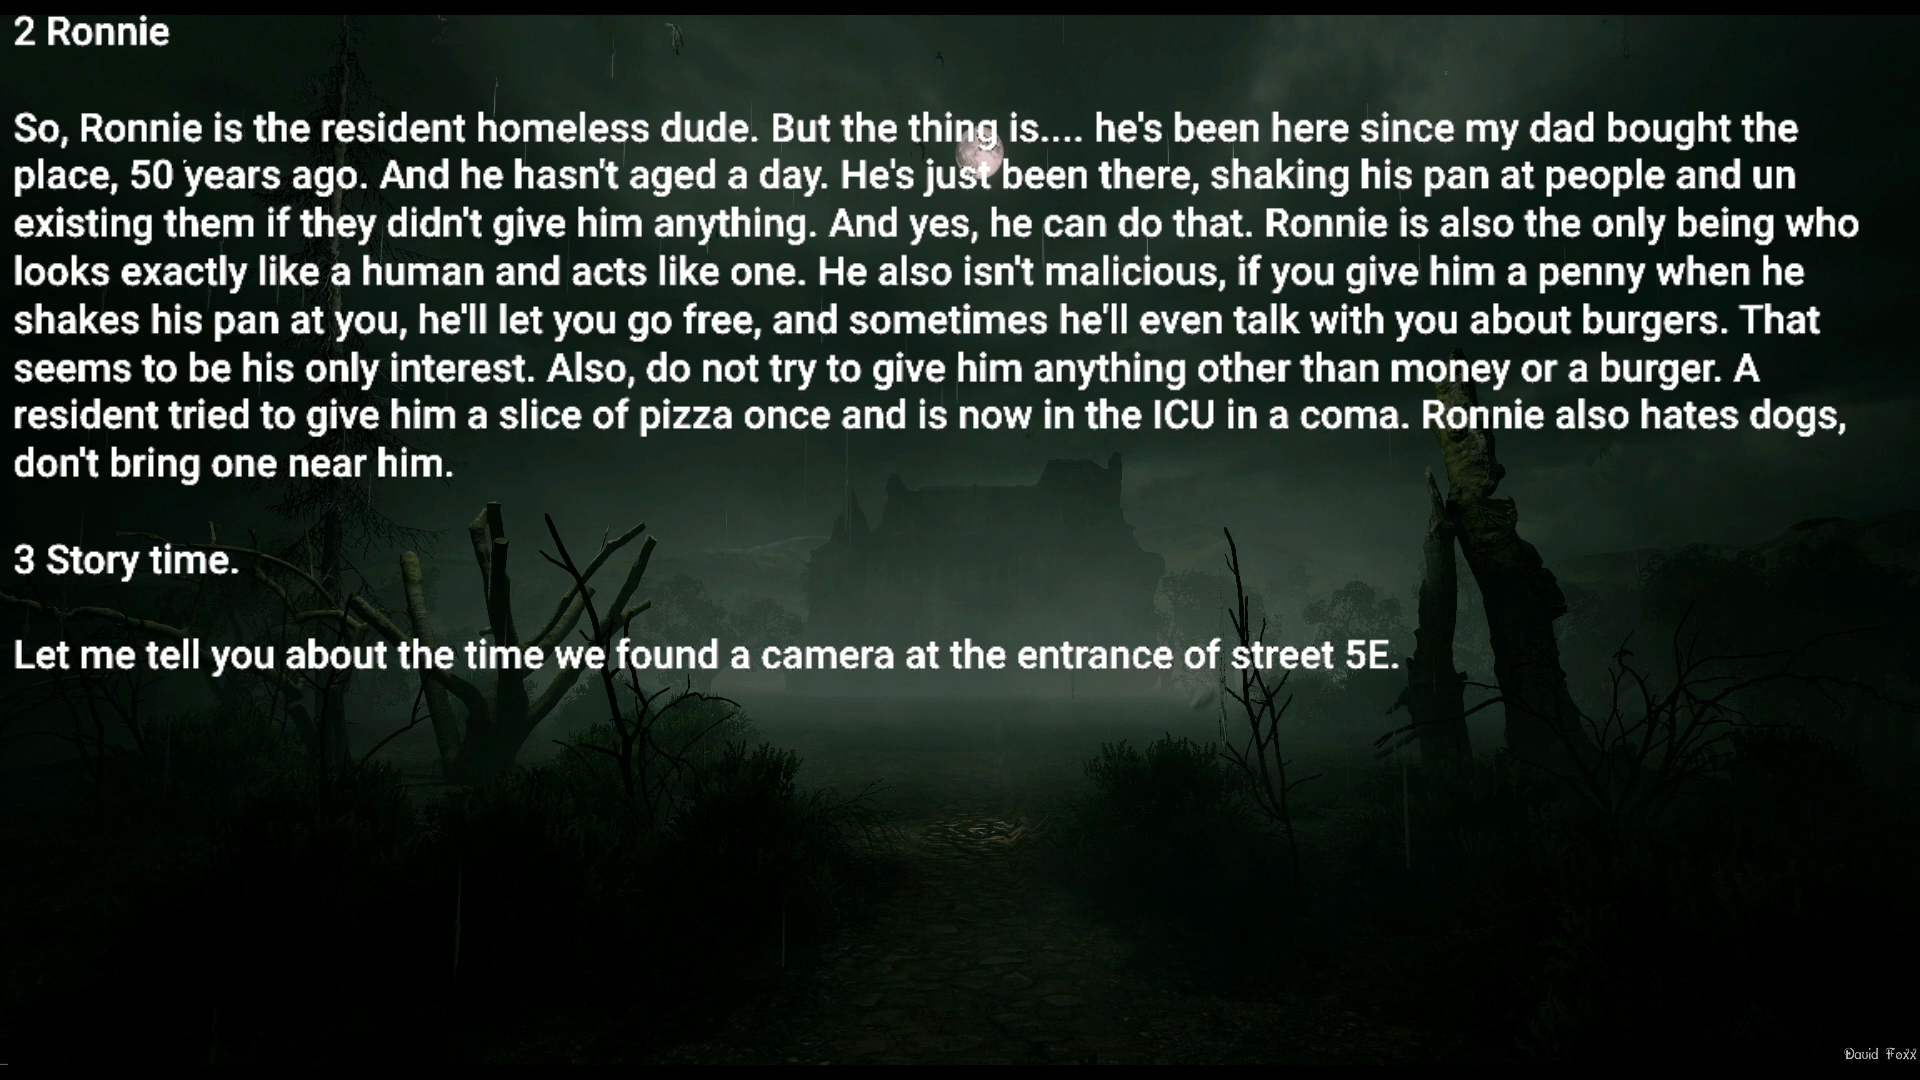 2 Ronnie
So, Ronnie is the resident homeless dude. But the thing is.... he's been here since my dad bought the
place, 50 years ago. And he hasn't aged a day. He's just been there, shaking his pan at people and un
existing them if they didn't give him anything. And yes, he can do that. Ronnie is also the only being who
looks exactly like a human and acts like one. He also isn't malicious, if you give him a penny when he
shakes his pan at you, he'll let you go free, and sometimes he'll even talk with you about burgers. That
seems to be his only interest. Also, do not try to give him anything other than money or a burger. A
resident tried to give him a slice of pizza once and is now in the ICU in a coma. Ronnie also hates dogs,
don't bring one near him.
3 Story time.
Let me tell you about the time we found a camera at the entrance of street 5E.
David Foxx